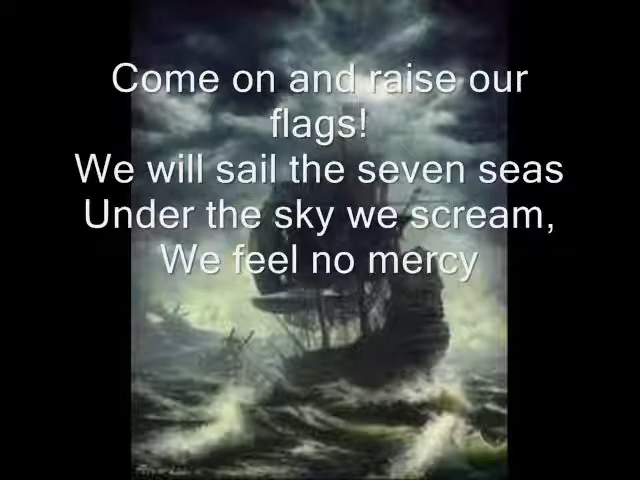 Come on and raise our
flags!
We will sail the seven seas
Under the sky we scream,
We feel no mercy